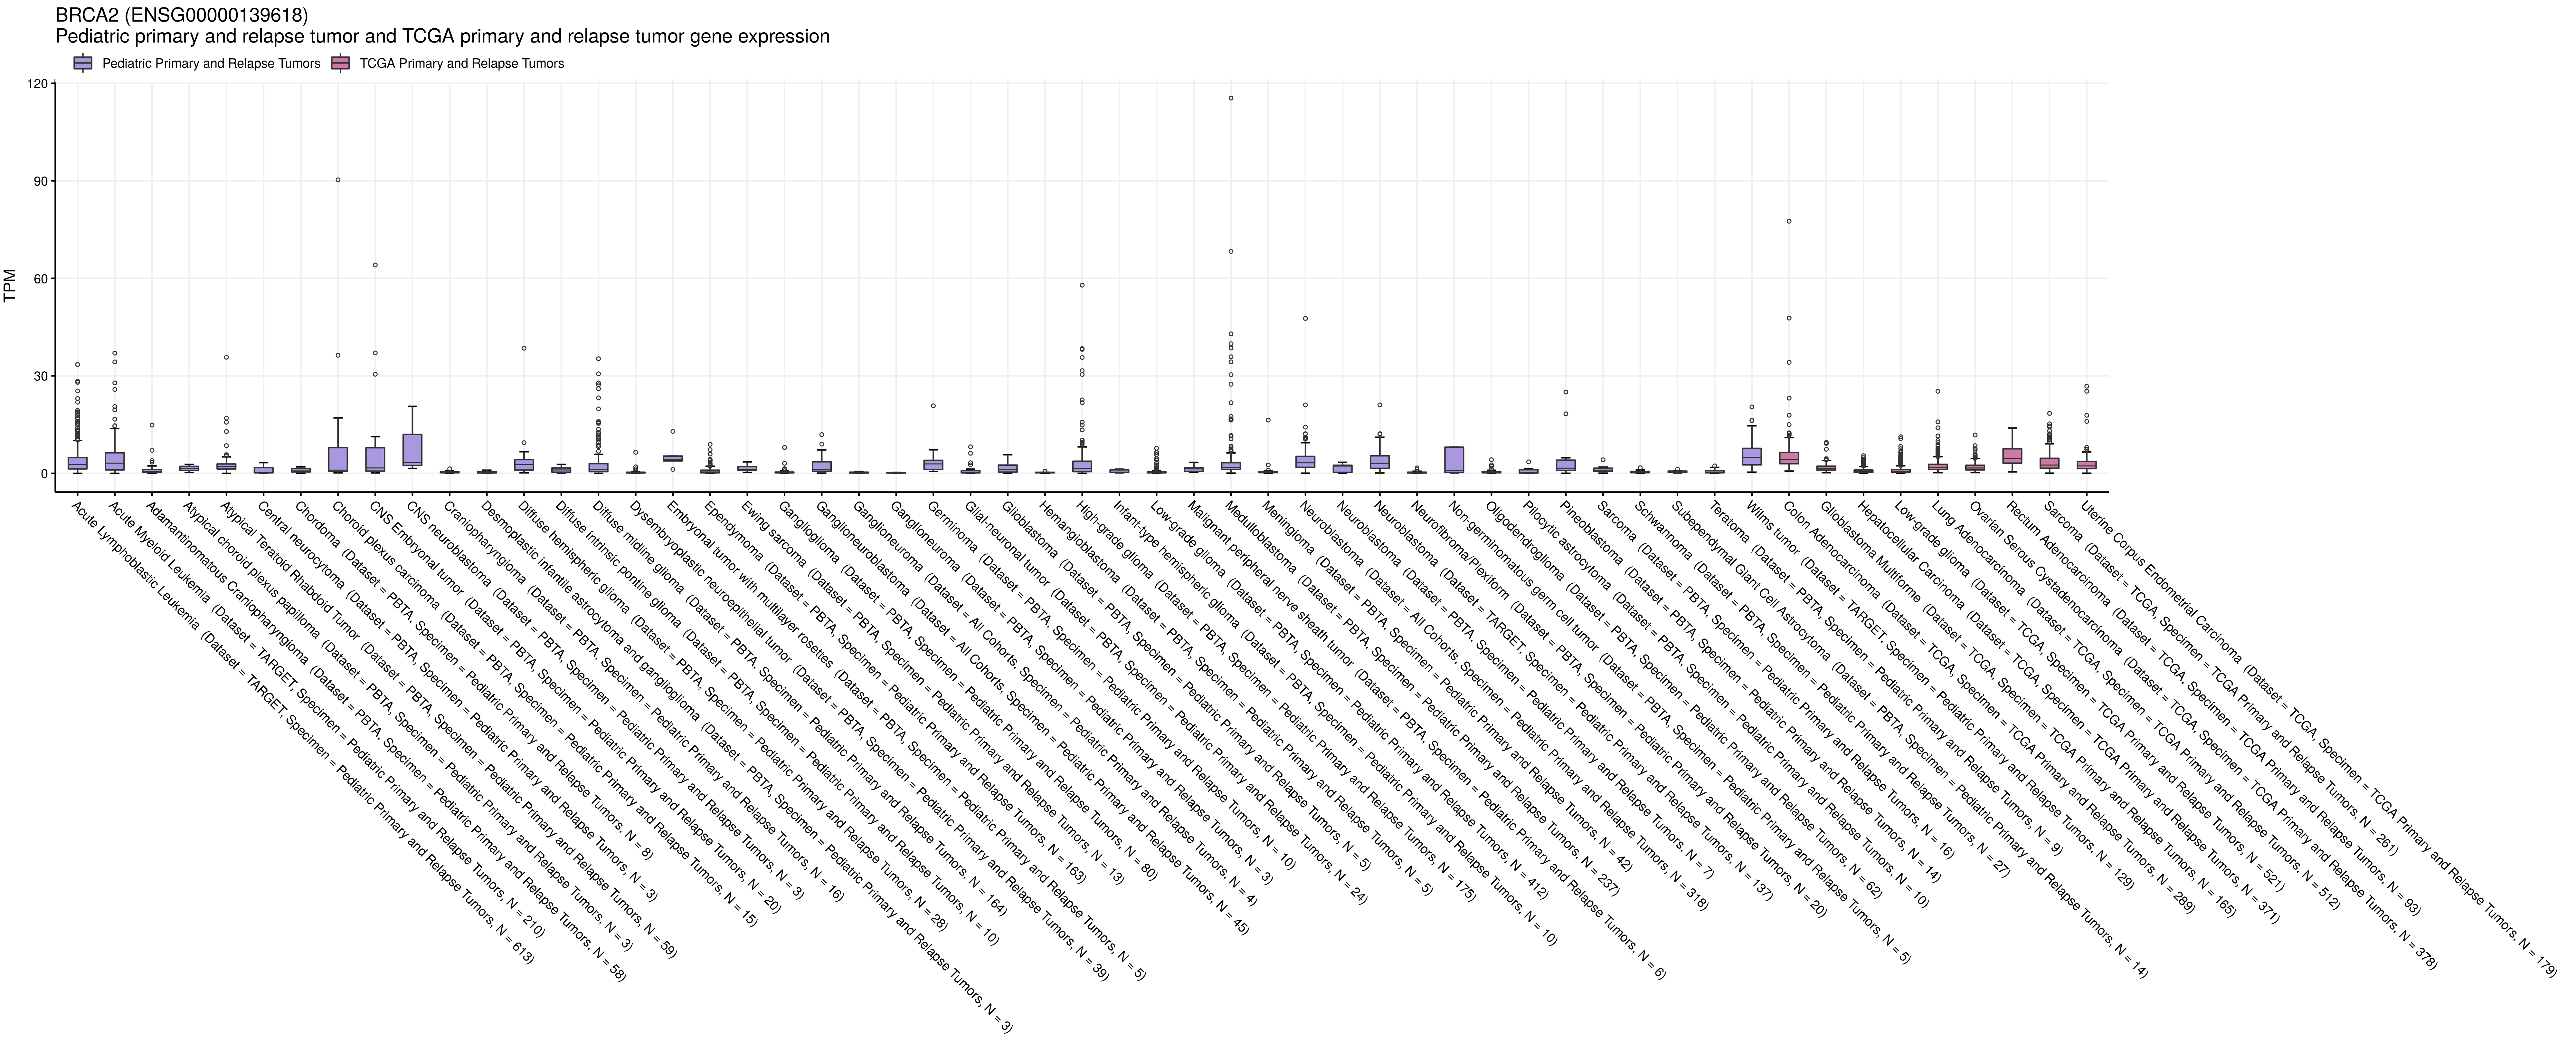 BRCA2 (ENSG00000139618)
Pediatric primary and relapse tumor and TCGA primary and relapse tumor gene expression
Pediatric Primary and Relapse Tumors
TCGA Primary and Relapse Tumors
TPM
120
90
60
30
0
Acute Lymphoblastic Leukemia (Dataset = TARGET, Specimen = Pediatric Primary and Relapse Tumors, N = 613)
Acute Myeloid Leukemia (Dataset = TARGET, Specimen = Pediatric Primary and Relapse Tumors, N = 210)
Adamantinomatous Craniopharyngioma (Dataset = PBTA, Specimen = Pediatric Primary and Relapse Tumors, N = 58)
Atypical choroid plexus papilloma (Dataset = PBTA, Specimen = Pediatric Primary and Relapse Tumors, N = 3)
Atypical Teratoid Rhabdoid Tumor (Dataset = PBTA, Specimen = Pediatric Primary and Relapse Tumors, N = 59)
Central neurocytoma (Dataset = PBTA, Specimen = Pediatric Primary and Relapse Tumors, N = 3)
Chordoma (Dataset = PBTA, Specimen = Pediatric Primary and Relapse Tumors, N = 8)
Choroid plexus carcinoma (Dataset = PBTA, Specimen = Pediatric Primary and Relapse Tumors, N = 15)
CNS Embryonal tumor (Dataset = PBTA, Specimen = Pediatric Primary and Relapse Tumors, N = 20)
CNS neuroblastoma (Dataset = PBTA, Specimen = Pediatric Primary and Relapse Tumors, N = 3)
Craniopharyngioma (Dataset = PBTA, Specimen = Pediatric Primary and Relapse Tumors, N = 16)
Desmoplastic infantile astrocytoma and ganglioglioma (Dataset = PBTA, Specimen = Pediatric Primary and Relapse Tumors, N = 3)
Diffuse hemispheric glioma (Dataset = PBTA, Specimen = Pediatric Primary and Relapse Tumors, N = 28)
Diffuse intrinsic pontine glioma (Dataset = PBTA, Specimen = Pediatric Primary and Relapse Tumors, N = 10)
Diffuse midline glioma (Dataset = PBTA, Specimen = Pediatric Primary and Relapse Tumors, N = 164)
Dysembryoplastic neuroepithelial tumor (Dataset = PBTA, Specimen = Pediatric Primary and Relapse Tumors, N = 39)
Embryonal tumor with multilayer rosettes (Dataset = PBTA, Specimen = Pediatric Primary and Relapse Tumors, N = 5)
Ependymoma (Dataset = PBTA, Specimen = Pediatric Primary and Relapse Tumors, N = 163)
Ewing sarcoma (Dataset = PBTA, Specimen = Pediatric Primary and Relapse Tumors, N = 13)
Ganglioglioma (Dataset = PBTA, Specimen = Pediatric Primary and Relapse Tumors, N = 80)
Ganglioneuroblastoma (Dataset = All Cohorts, Specimen = Pediatric Primary and Relapse Tumors, N = 45)
Ganglioneuroma (Dataset = All Cohorts, Specimen = Pediatric Primary and Relapse Tumors, N = 4)
Ganglioneuroma (Dataset = PBTA, Specimen = Pediatric Primary and Relapse Tumors, N = 3)
Germinoma (Dataset = PBTA, Specimen = Pediatric Primary and Relapse Tumors, N = 10)
Glial-neuronal tumor (Dataset = PBTA, Specimen = Pediatric Primary and Relapse Tumors, N = 24)
Glioblastoma (Dataset = PBTA, Specimen = Pediatric Primary and Relapse Tumors, N = 5)
Hemangioblastoma (Dataset = PBTA, Specimen = Pediatric Primary and Relapse Tumors, N = 5)
High-grade glioma (Dataset = PBTA, Specimen = Pediatric Primary and Relapse Tumors, N = 175)
Infant-type hemispheric glioma (Dataset = PBTA, Specimen = Pediatric Primary and Relapse Tumors, N = 10)
Low-grade glioma (Dataset = PBTA, Specimen = Pediatric Primary and Relapse Tumors, N = 412)
Malignant peripheral nerve sheath tumor (Dataset = PBTA, Specimen = Pediatric Primary and Relapse Tumors, N = 6)
Medulloblastoma (Dataset = PBTA, Specimen = Pediatric Primary and Relapse Tumors, N = 237)
Meningioma (Dataset = PBTA, Specimen = Pediatric Primary and Relapse Tumors, N = 42)
Neuroblastoma (Dataset = All Cohorts, Specimen = Pediatric Primary and Relapse Tumors, N = 318)
Neuroblastoma (Dataset = PBTA, Specimen = Pediatric Primary and Relapse Tumors, N = 7)
Neuroblastoma (Dataset = TARGET, Specimen = Pediatric Primary and Relapse Tumors, N = 137)
Neurofibroma/Plexiform (Dataset = PBTA, Specimen = Pediatric Primary and Relapse Tumors, N = 20)
Non-germinomatous germ cell tumor (Dataset = PBTA, Specimen = Pediatric Primary and Relapse Tumors, N = 5)
Oligodendroglioma (Dataset = PBTA, Specimen = Pediatric Primary and Relapse Tumors, N = 62)
Pilocytic astrocytoma (Dataset = PBTA, Specimen = Pediatric Primary and Relapse Tumors, N = 10)
Pineoblastoma (Dataset = PBTA, Specimen = Pediatric Primary and Relapse Tumors, N = 14)
Sarcoma (Dataset = PBTA, Specimen = Pediatric Primary and Relapse Tumors, N = 16)
Schwannoma (Dataset = PBTA, Specimen = Pediatric Primary and Relapse Tumors, N = 27)
Subependymal Giant Cell Astrocytoma (Dataset = PBTA, Specimen = Pediatric Primary and Relapse Tumors, N = 14)
Teratoma (Dataset = PBTA, Specimen = Pediatric Primary and Relapse Tumors, N = 9)
Wilms tumor (Dataset = TARGET, Specimen = Pediatric Primary and Relapse Tumors, N = 129)
Colon Adenocarcinoma (Dataset = TCGA, Specimen = TCGA Primary and Relapse Tumors, N = 289)
Glioblastoma Multiforme (Dataset = TCGA, Specimen = TCGA Primary and Relapse Tumors, N = 165)
Hepatocellular Carcinoma (Dataset = TCGA, Specimen = TCGA Primary and Relapse Tumors, N = 371)
Low-grade glioma (Dataset = TCGA, Specimen = TCGA Primary and Relapse Tumors, N = 521)
Lung Adenocarcinoma (Dataset = TCGA, Specimen = TCGA Primary and Relapse Tumors, N = 512)
Ovarian Serous Cystadenocarcinoma (Dataset = TCGA, Specimen = TCGA Primary and Relapse Tumors, N = 378)
Rectum Adenocarcinoma (Dataset = TCGA, Specimen = TCGA Primary and Relapse Tumors, N = 93)
Sarcoma (Dataset = TCGA, Specimen = TCGA Primary and Relapse Tumors, N = 261)
Uterine Corpus Endometrial Carcinoma (Dataset = TCGA, Specimen = TCGA Primary and Relapse Tumors, N = 179)